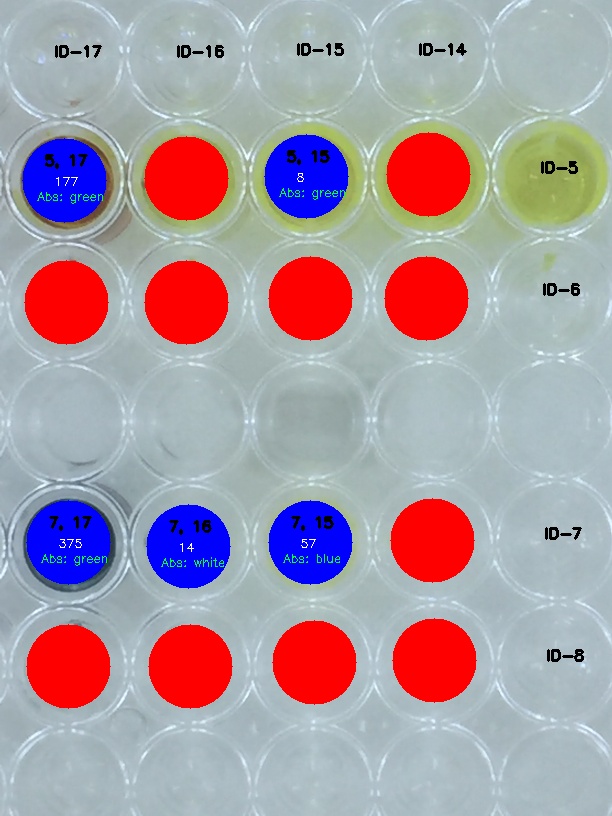 ID-17 ID-16 ID-15 ID-14
5, 17
177
Abs: green
5, 15
8
Abs: green
ID-5
ID-6
7, 17
375
Abs: green
7, 16
14
Abs: white
7, 15
57
Abs: blue
ID-7
ID-8